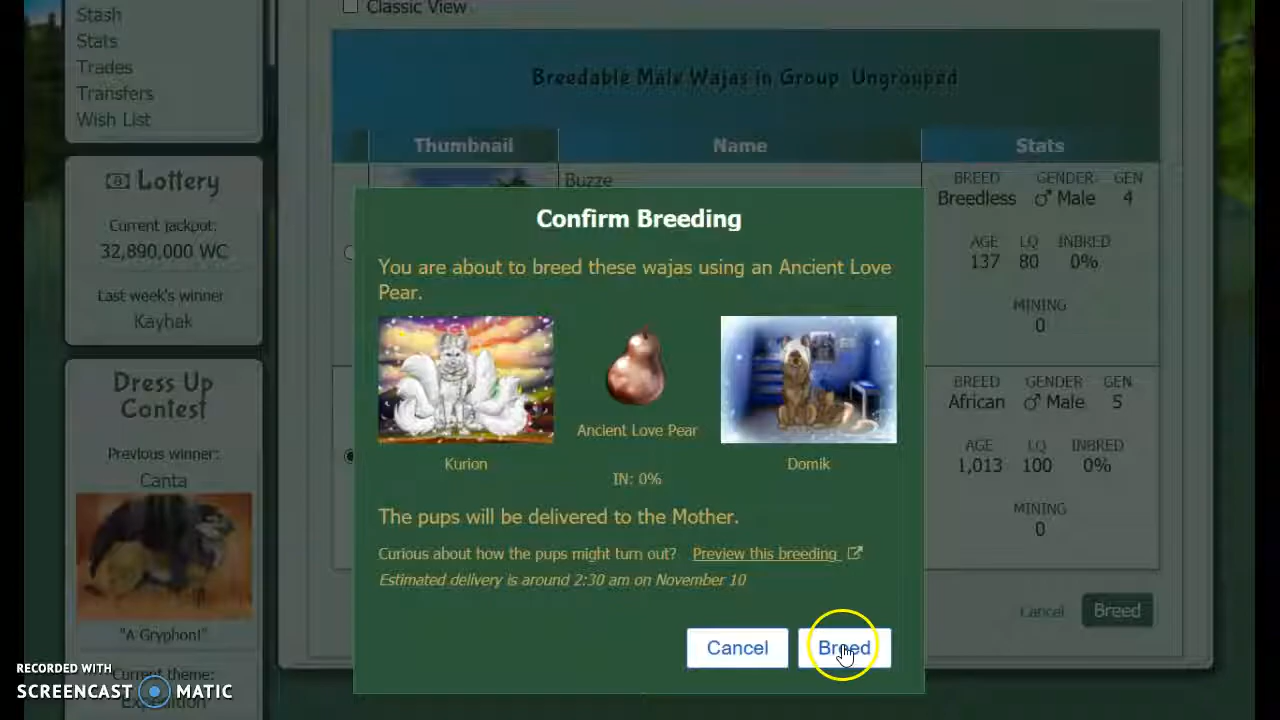 Stash
Stats
Trades
Transfers
Wish List
Lottery
Current jackpot:
32,890,000 WC
Last week's winner
Kayhak
Dress Up
Contest
Previous winner:
Canta
"A Gryphon!"
Current theme:
Expedition
RECORDED WITH
SCREENCAST MATIC
Classic View
Breedable Male Wajas in Group Ungrouped
Thumbnail Name Stats
Buzze
BREED GENDER GEN
Breedless ♂ Male 4
AGE LQ INBRED
137 80 0%
MINING
0
BREED GENDER GEN
African ♂ Male 5
AGE LQ INBRED
1,013 100 0%
MINING
0
Cancel Breed
Confirm Breeding
You are about to breed these wajas using an Ancient Love
Pear.
Ancient Love Pear
Kurion Domik
IN: 0%
The pups will be delivered to the Mother.
Curious about how the pups might turn out? Preview this breeding
Estimated delivery is around 2:30 am on November 10
Cancel Breed